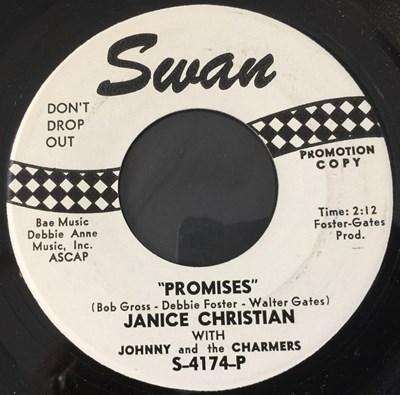 Swan
DON'T
DROP
OUT
PROMOTION
COPY
Bae Music
Debbie Anne
Music, Inc.
ASCAP
Time: 2:12
Foster-Gates
Prod.
"PROMISES"
(Bob Gross - Debbie Foster - Walter Gates)
JANICE CHRISTIAN
WITH
JOHNNY and the CHARMERS
S-4174-P